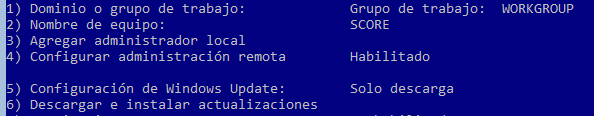 1) Dominio o grupo de trabajo: Grupo de trabajo: WORKGROUP
2) Nombre de equipo: SCORE
3) Agregar administrador local
4) Configurar administración remota Habilitado
5) Configuración de Windows Update: Solo descarga
6) Descargar e instalar actualizaciones